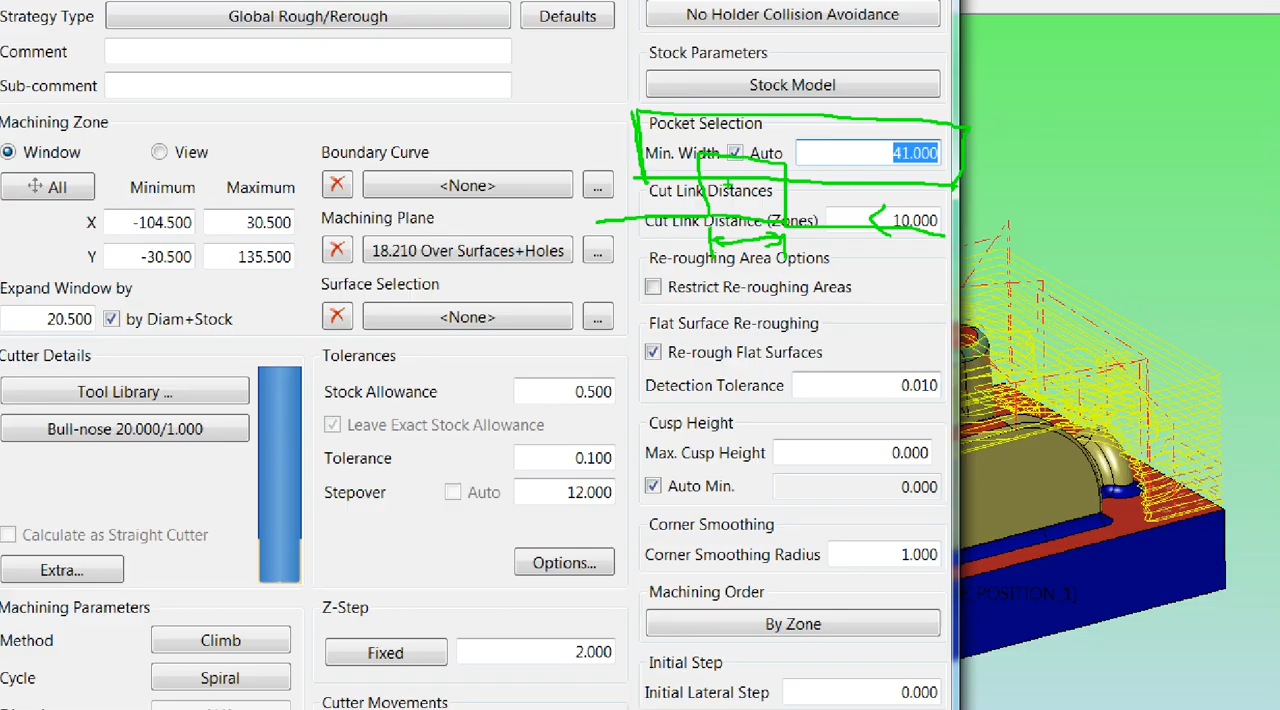 Strategy Type Global Rough/Rerough Defaults
Comment
Sub-comment
Machining Zone
Window View
All Minimum Maximum
X -104.500 30.500
Y -30.500 135.500
Expand Window by
20.500 by Diam+Stock
Boundary Curve
<None> ...
Machining Plane
18.210 Over Surfaces+Holes ...
Surface Selection
<None> ...
Cutter Details
Tool Library ...
Bull-nose 20.000/1.000
Calculate as Straight Cutter
Extra...
Tolerances
Stock Allowance 0.500
Leave Exact Stock Allowance
Tolerance 0.100
Stepover Auto 12.000
Options...
Machining Parameters
Method Climb
Cycle Spiral
Z-Step
Fixed 2.000
Cutter Movements
No Holder Collision Avoidance
Stock Parameters
Stock Model
Pocket Selection
Min. Width Auto 41.000
Cut Link Distances
Cut Link Distance (Zones) 10.000
Re-roughing Area Options
Restrict Re-roughing Areas
Flat Surface Re-roughing
Re-rough Flat Surfaces
Detection Tolerance 0.010
Cusp Height
Max. Cusp Height 0.000
Auto Min. 0.000
Corner Smoothing
Corner Smoothing Radius 1.000
Machining Order
By Zone
Initial Step
Initial Lateral Step 0.000
_POSITION_1]